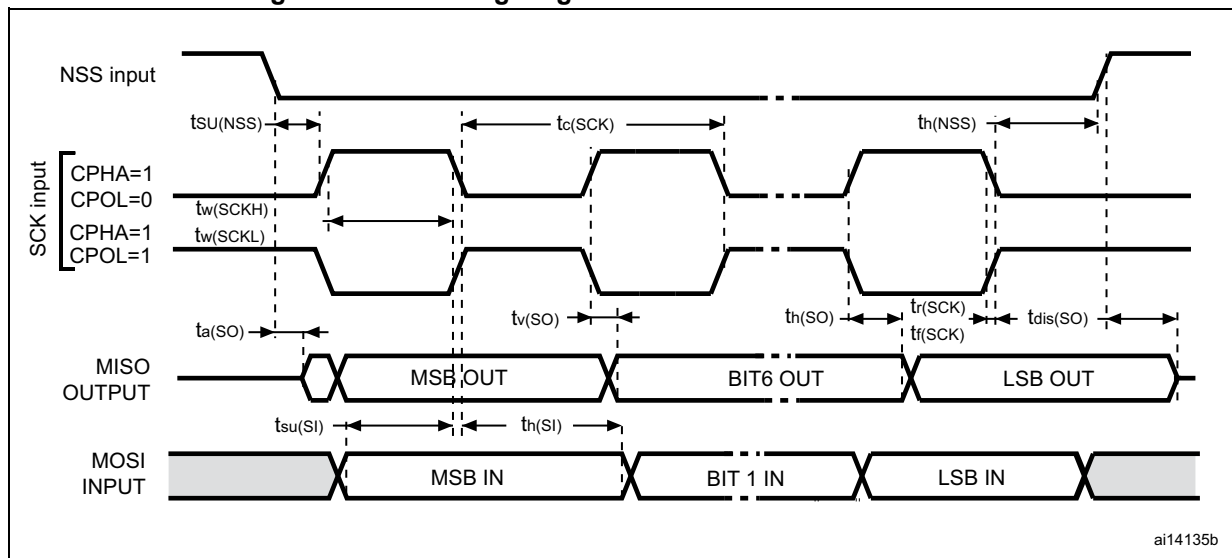 NSS input
tSU(NSS)
tc(SCK)
th(NSS)
SCK input
CPHA=1
CPOL=0
tw(SCKH)
CPHA=1
tw(SCKL)
CPOL=1
ta(SO)
tv(SO)
th(SO)
tr(SCK)
tf(SCK)
tdis(SO)
MISO
OUTPUT
MSB OUT
BIT6 OUT
LSB OUT
tsu(SI)
th(SI)
MOSI
INPUT
MSB IN
BIT 1 IN
LSB IN
ai14135b